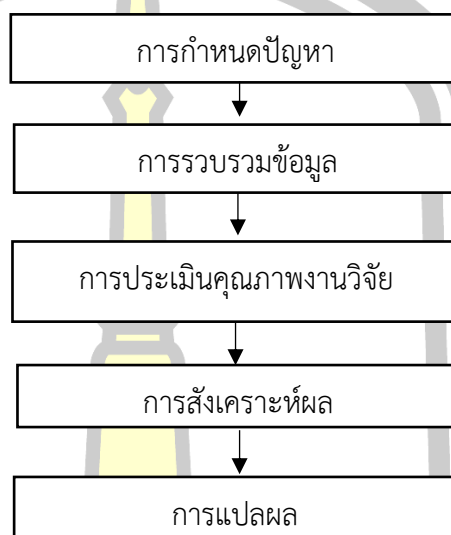 การกำหนดปัญหา
การรวบรวมข้อมูล
การประเมินคุณภาพงานวิจัย
การสังเคราะห์ผล
การแปลผล